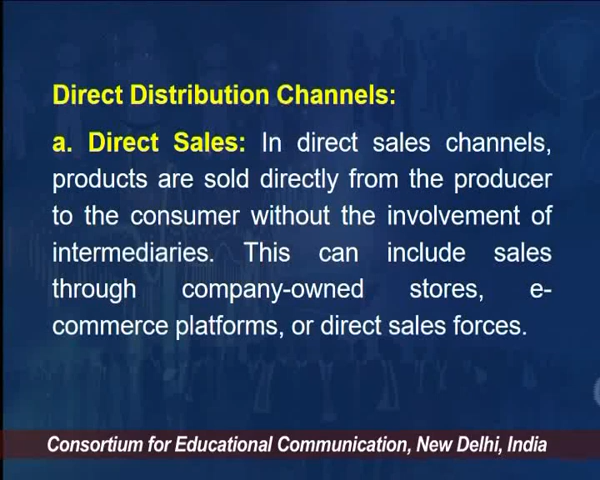 Direct Distribution Channels:
a. Direct Sales: In direct sales channels,
products are sold directly from the producer
to the consumer without the involvement of
intermediaries. This can include sales
through company-owned stores, e-
commerce platforms, or direct sales forces.
Consortium for Educational Communication, New Delhi, India